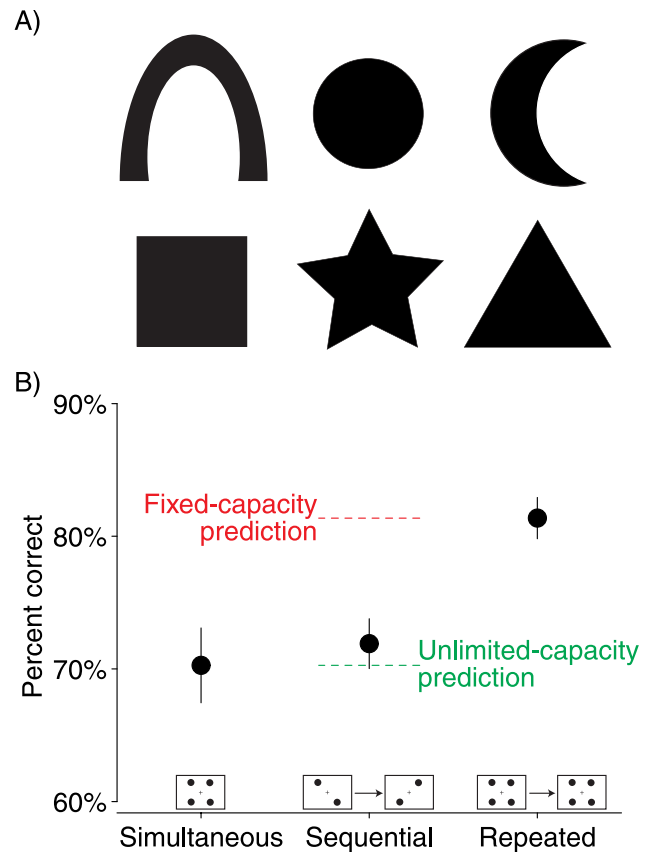 A)
B)
90%
80%
70%
60%
Percent correct
Fixed-capacity
prediction
Unlimited-capacity
prediction
Simultaneous
Sequential
Repeated